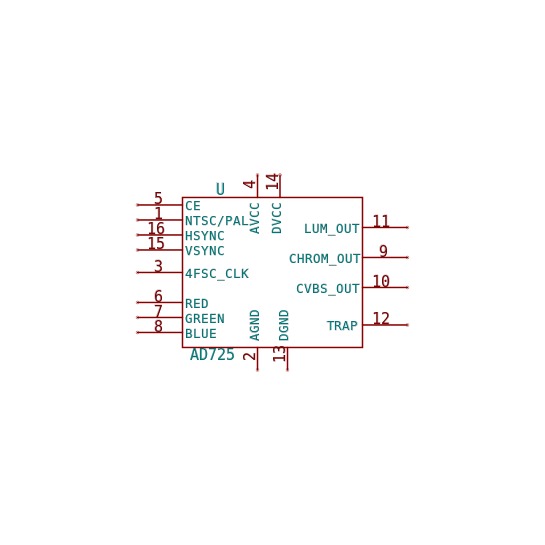 U
4
14
5
CE
1
NTSC/PAL
16
HSYNC
15
VSYNC
3
4FSC_CLK
6
RED
7
GREEN
8
BLUE
AVCC
DVCC
LUM_OUT
11
CHROM_OUT
9
CVBS_OUT
10
TRAP
12
AGND
DGND
AD725
2
13